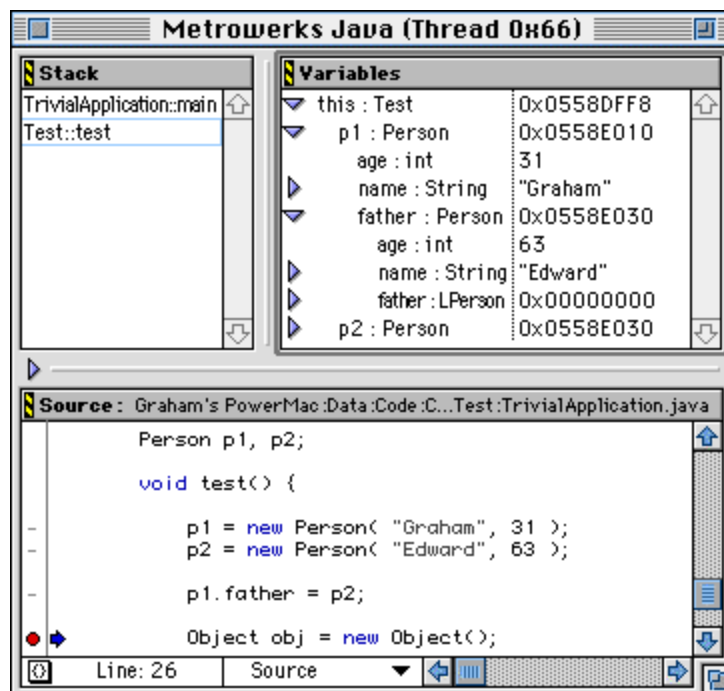 Metrowerks Java (Thread 0x66)
Stack
TrivialApplication::main
Test::test
Variables
this : Test 0x0558DFF8
p1 : Person 0x0558E010
age : int 31
name : String "Graham"
father : Person 0x0558E030
age : int 63
name : String "Edward"
father : LPerson 0x00000000
p2 : Person 0x0558E030
Source : Graham's PowerMac:Data:Code:C...Test:TrivialApplication.java
Person p1, p2;
void test() {
p1 = new Person( "Graham", 31 );
p2 = new Person( "Edward", 63 );
p1.father = p2;
Object obj = new Object();
Line: 26 Source